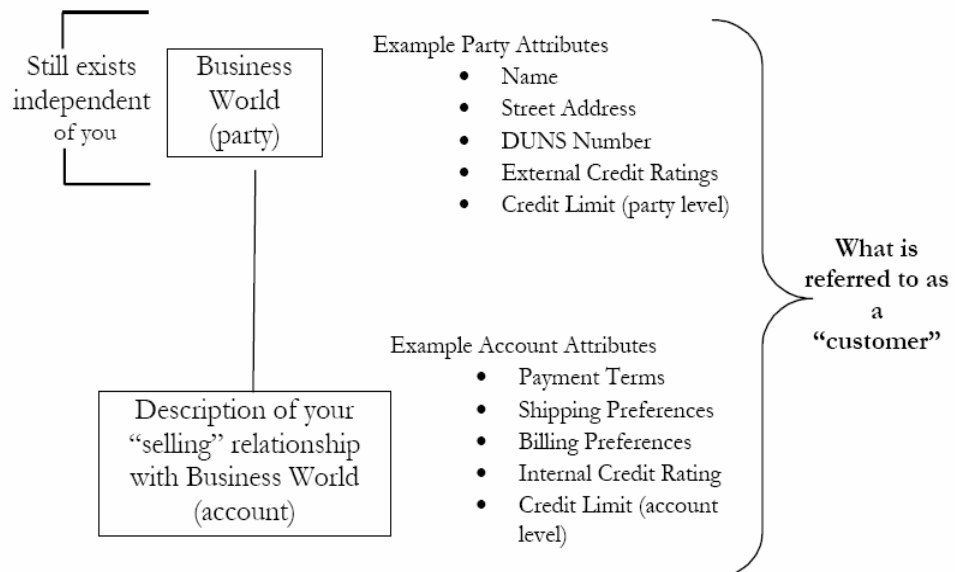 Still exists
independent
of you
Business
World
(party)
Example Party Attributes
• Name
• Street Address
• DUNS Number
• External Credit Ratings
• Credit Limit (party level)
What is
referred to as
a
“customer”
Example Account Attributes
• Payment Terms
• Shipping Preferences
• Billing Preferences
• Internal Credit Rating
• Credit Limit (account
level)
Description of your
“selling” relationship
with Business World
(account)